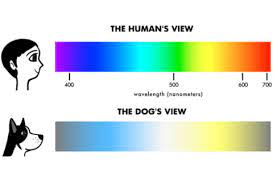 THE HUMAN'S VIEW
400 500 600 700
wavelength (nanometers)
THE DOG'S VIEW